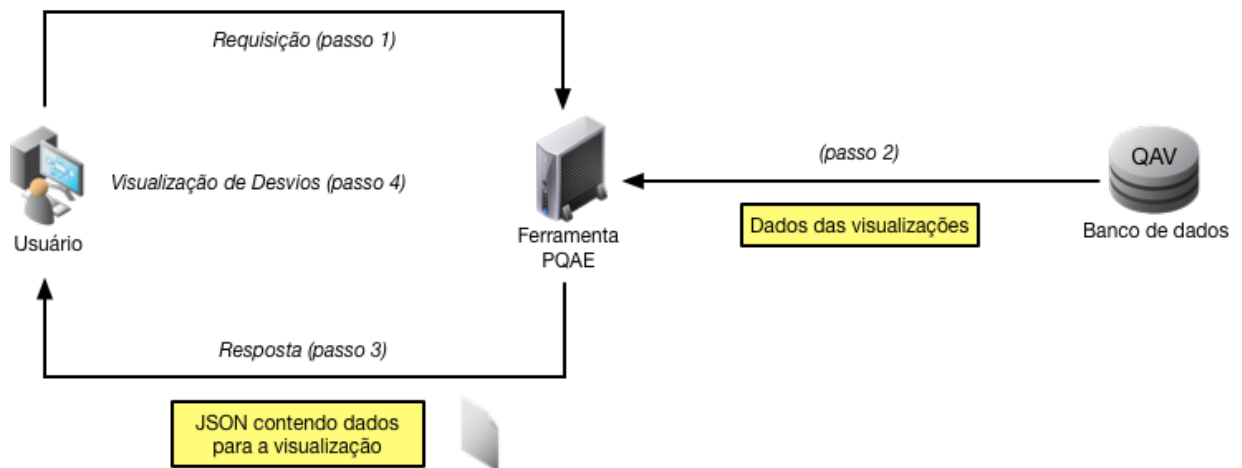 Requisição (passo 1)
Visualização de Desvios (passo 4)
Usuário
Ferramenta
PQAE
(passo 2)
Dados das visualizações
QAV
Banco de dados
Resposta (passo 3)
JSON contendo dados
para a visualização